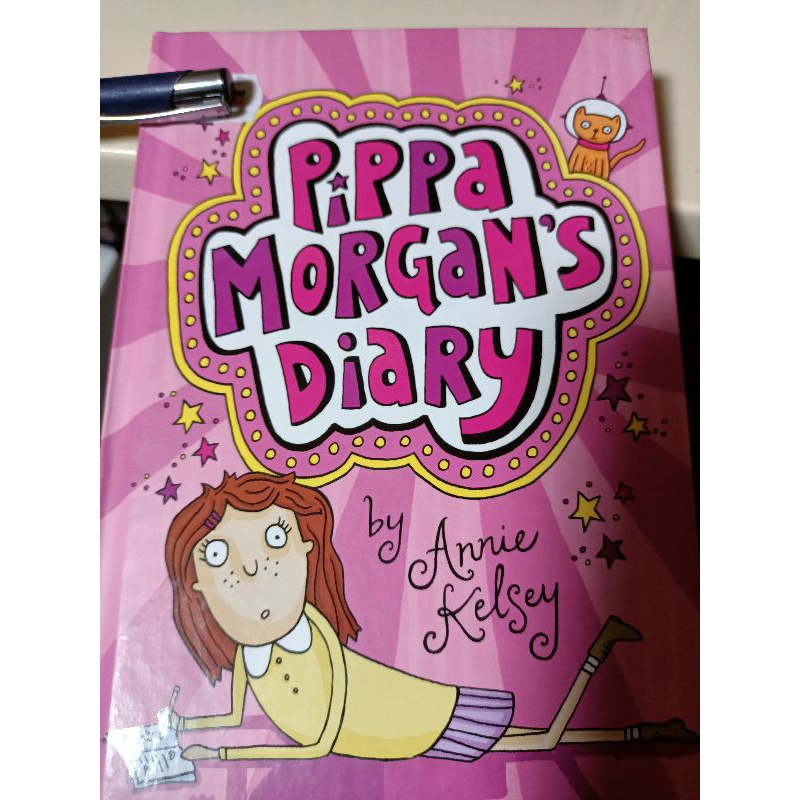 Pippa
Morgan's
Diary
by Annie
Kelsey